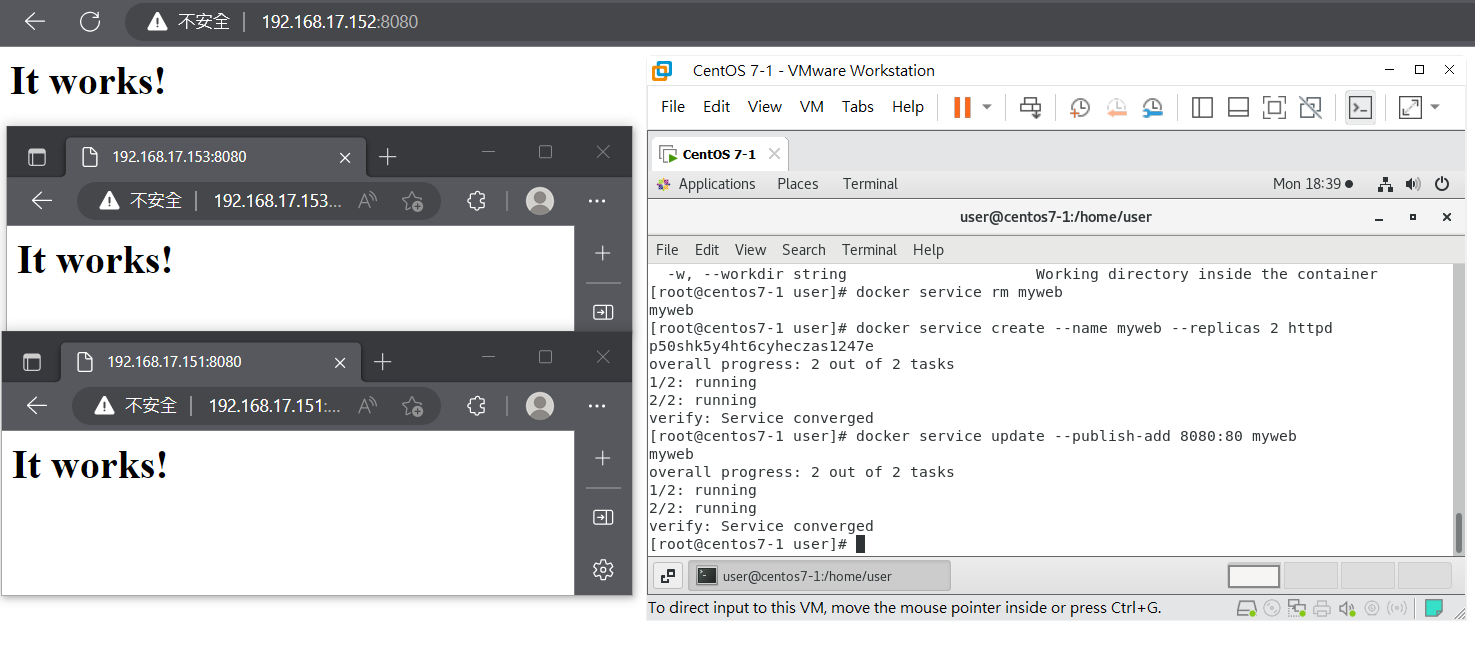 不安全 192.168.17.152:8080
It works!
192.168.17.153:8080
不安全 192.168.17.153...
It works!
192.168.17.151:8080
不安全 192.168.17.151:...
It works!
CentOS 7-1 - VMware Workstation
File Edit View VM Tabs Help
CentOS 7-1
Applications Places Terminal Mon 18:39
user@centos7-1:/home/user
File Edit View Search Terminal Help
-w, --workdir string Working directory inside the container
[root@centos7-1 user]# docker service rm myweb
myweb
[root@centos7-1 user]# docker service create --name myweb --replicas 2 httpd
p50shk5y4ht6cyheczas1247e
overall progress: 2 out of 2 tasks
1/2: running
2/2: running
verify: Service converged
[root@centos7-1 user]# docker service update --publish-add 8080:80 myweb
myweb
overall progress: 2 out of 2 tasks
1/2: running
2/2: running
verify: Service converged
[root@centos7-1 user]#
user@centos7-1:/home/user
To direct input to this VM, move the mouse pointer inside or press Ctrl+G.